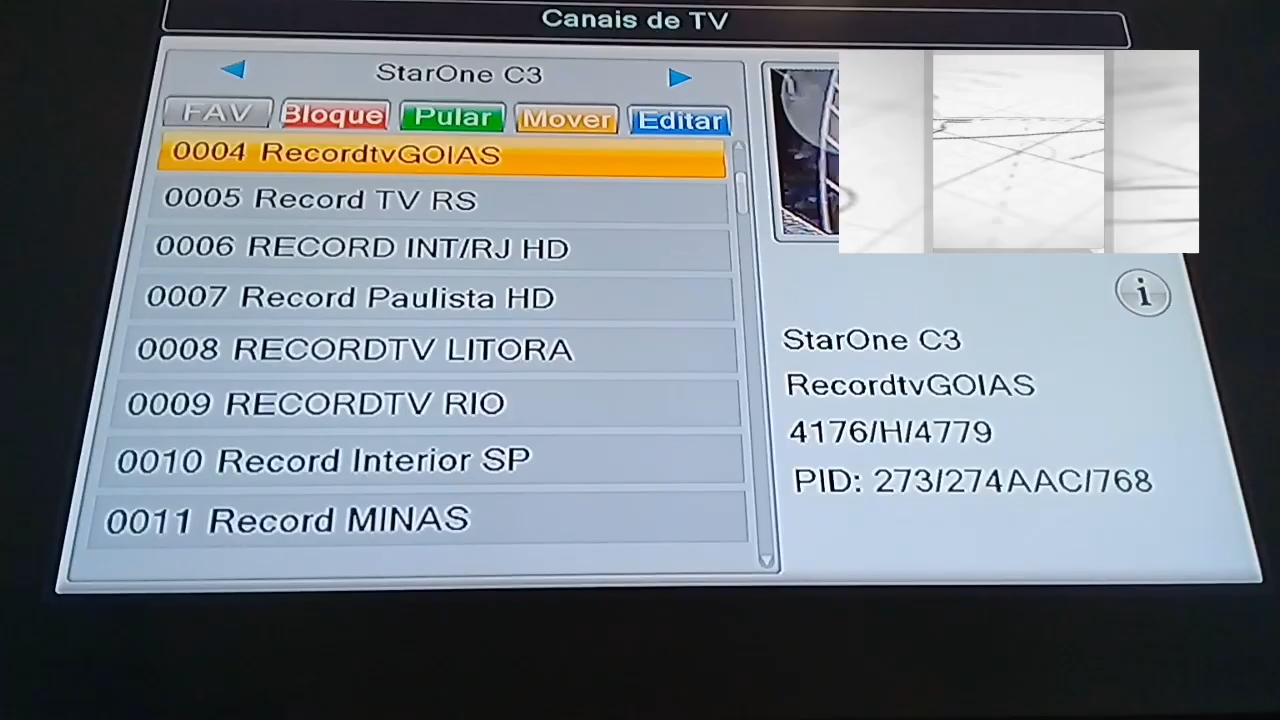 Canais de TV
StarOne C3
FAV Bloque Pular Mover Editar
0004 RecordtvGOIAS
0005 Record TV RS
0006 RECORD INT/RJ HD
0007 Record Paulista HD
0008 RECORDTV LITORA
0009 RECORDTV RIO
0010 Record Interior SP
0011 Record MINAS
i
StarOne C3
RecordtvGOIAS
4176/H/4779
PID: 273/274AAC/768